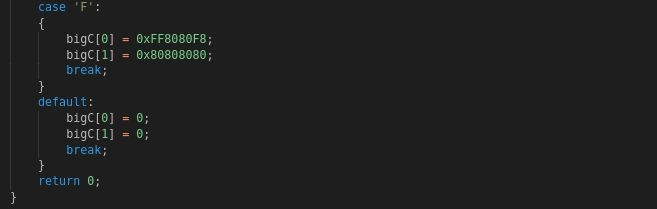 case 'F':
{
bigC[0] = 0xFF8080F8;
bigC[1] = 0x80808080;
break;
}
default:
bigC[0] = 0;
bigC[1] = 0;
break;
}
return 0;
}